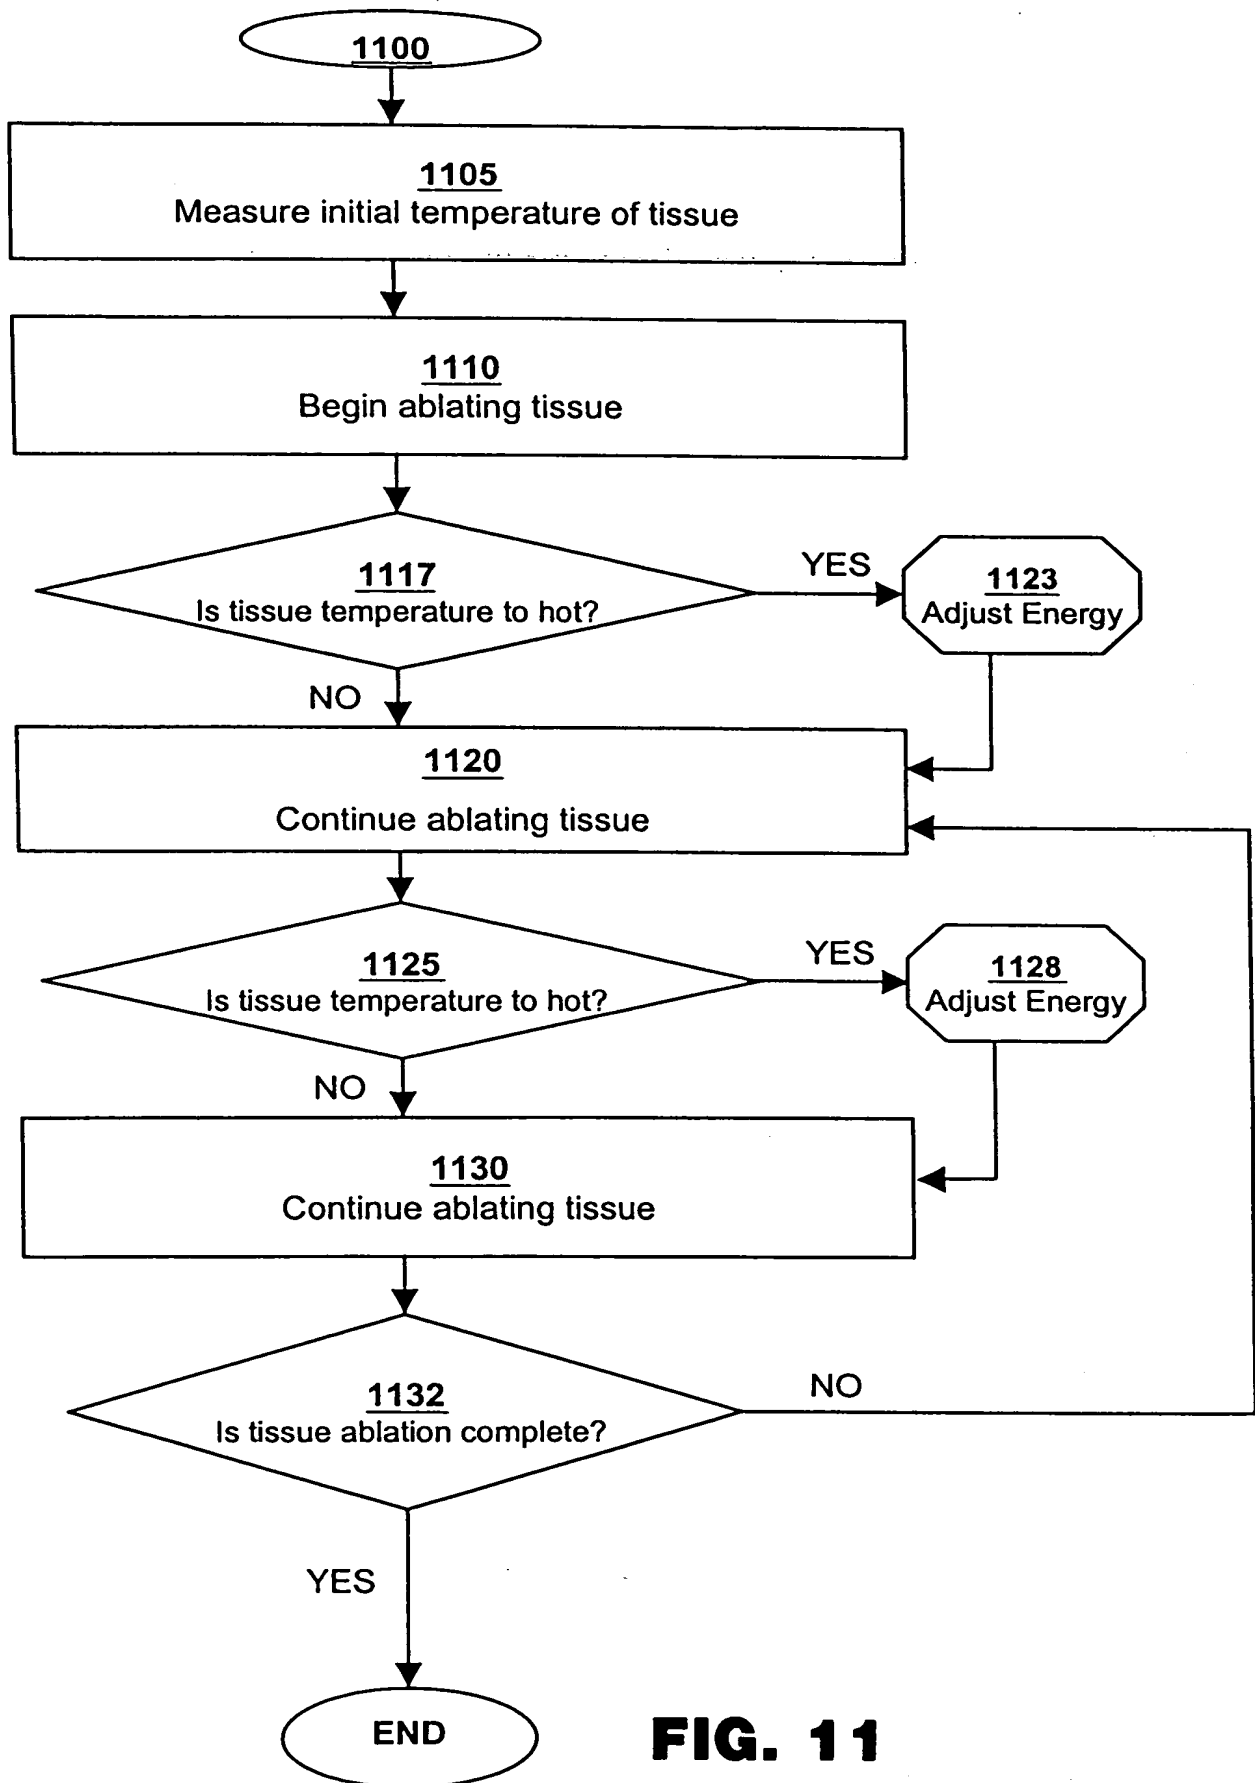 1100
1105
Measure initial temperature of tissue
1110
Begin ablating tissue
1117
Is tissue temperature to hot?
YES
1123
Adjust Energy
NO
1120
Continue ablating tissue
1125
Is tissue temperature to hot?
YES
1128
Adjust Energy
NO
1130
Continue ablating tissue
1132
Is tissue ablation complete?
NO
YES
END
FIG. 11